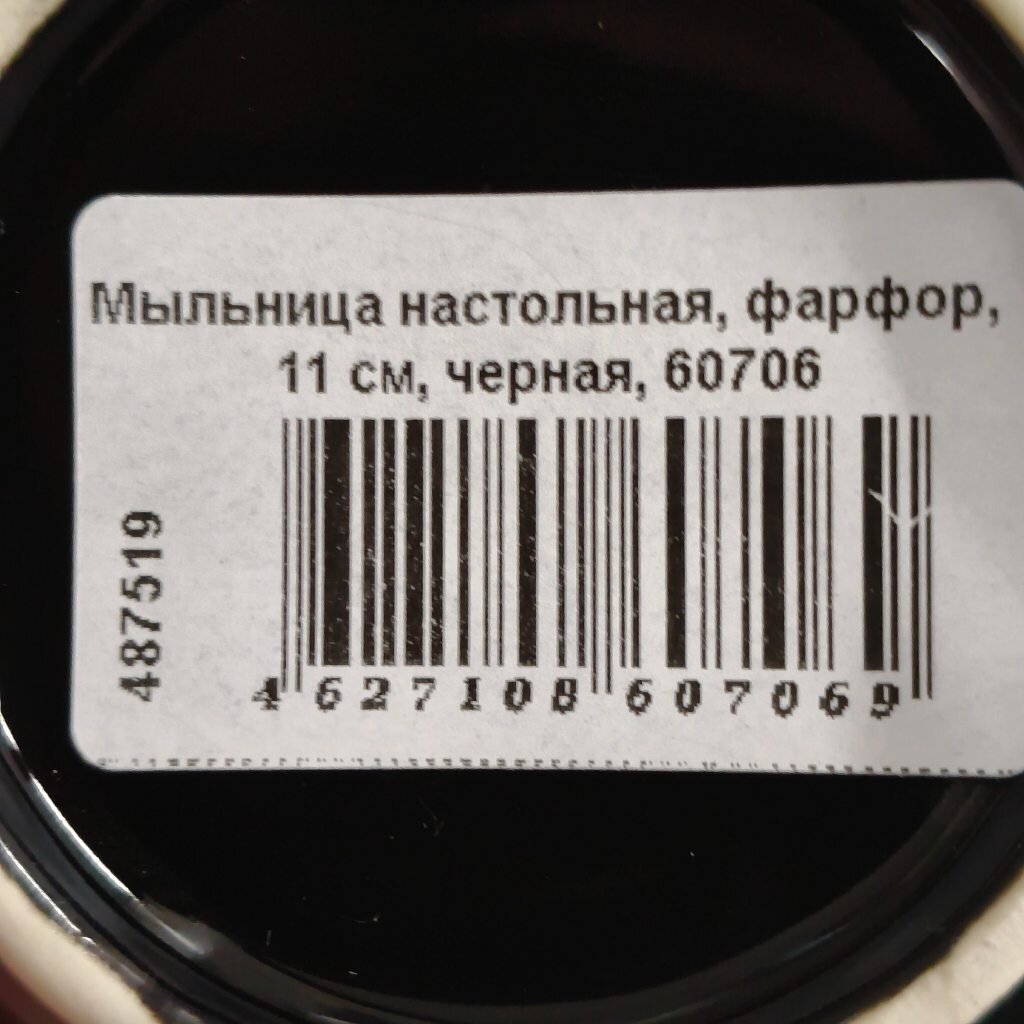 Мыльница настольная, фарфор,
11 см, черная, 60706
487519
4 627108 607069